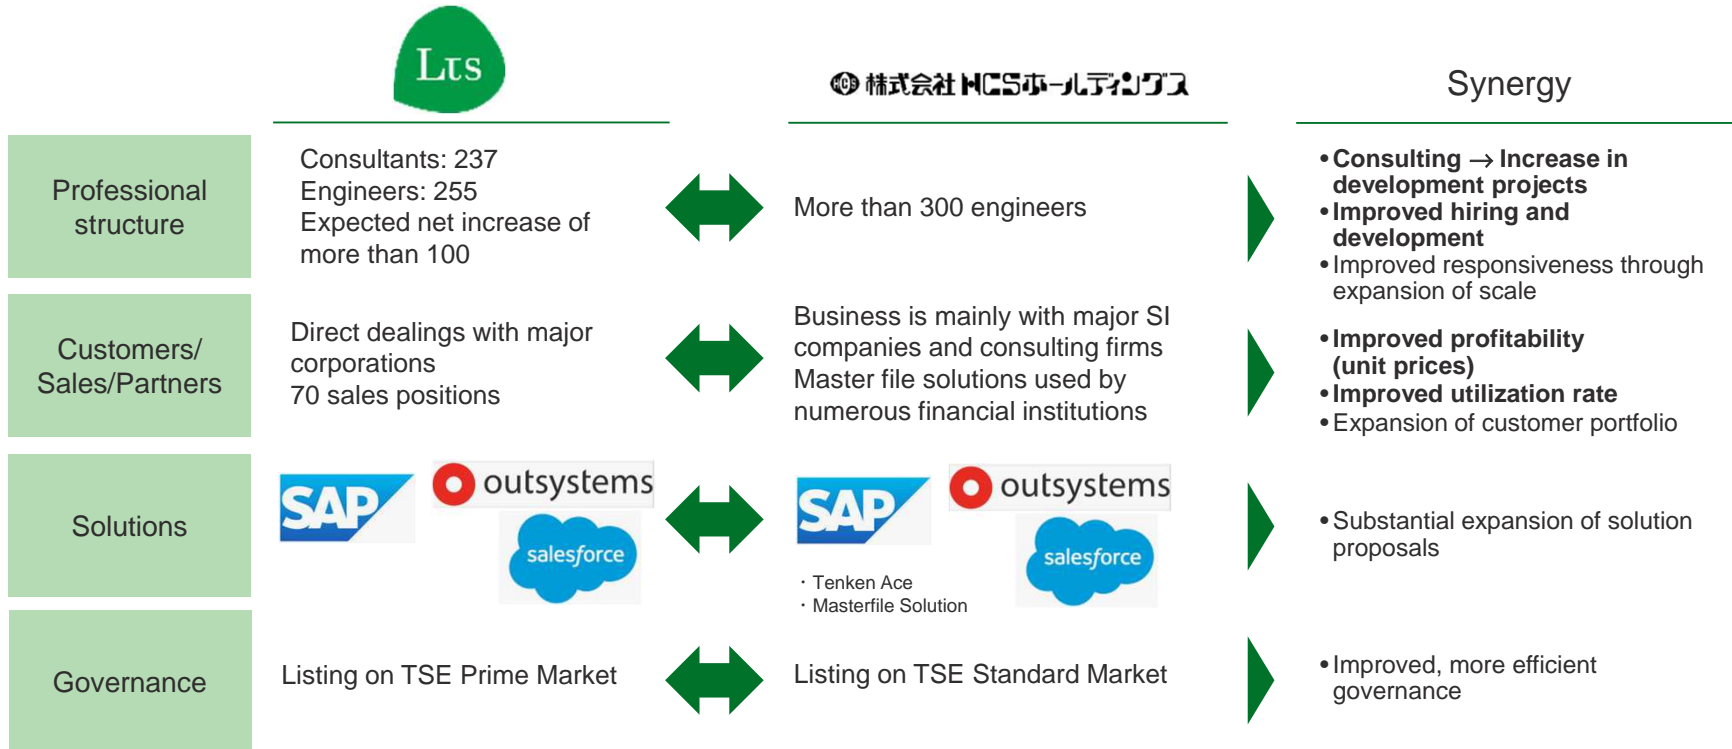 Lτs
HCS 株式会社 HCSホールディングス
Synergy
Professional
structure
Consultants: 237
Engineers: 255
Expected net increase of
more than 100
More than 300 engineers
•Consulting → Increase in
development projects
•Improved hiring and
development
•Improved responsiveness through
expansion of scale
Customers/
Sales/Partners
Direct dealings with major
corporations
70 sales positions
Business is mainly with major SI
companies and consulting firms
Master file solutions used by
numerous financial institutions
•Improved profitability
(unit prices)
•Improved utilization rate
•Expansion of customer portfolio
Solutions
SAP
outsystems
salesforce
SAP
outsystems
salesforce
・Tenken Ace
・Masterfile Solution
•Substantial expansion of solution
proposals
Governance
Listing on TSE Prime Market
Listing on TSE Standard Market
•Improved, more efficient
governance